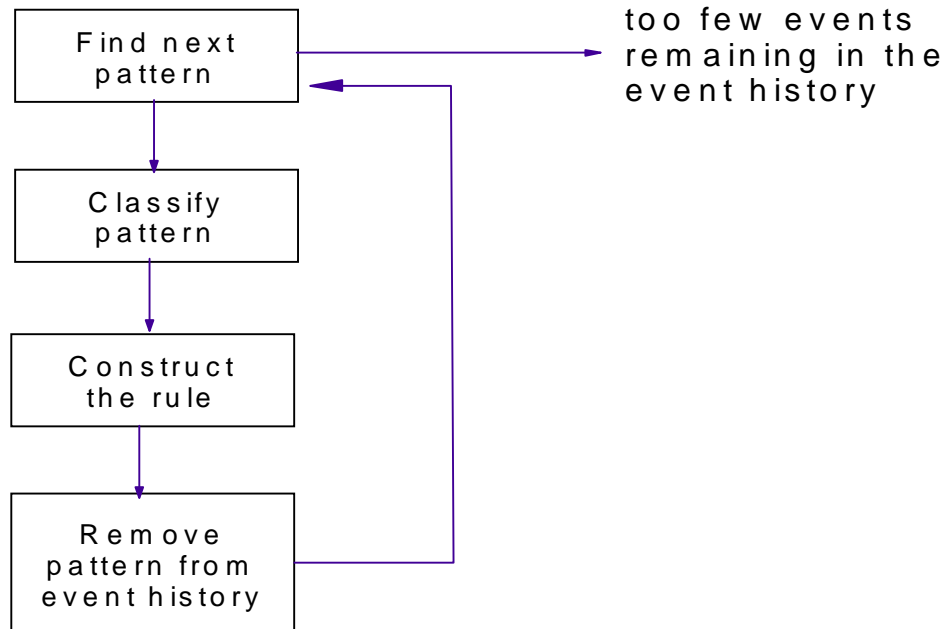 Find next
pattern
too few events
remaining in the
event history
Classify
pattern
Construct
the rule
Remove
pattern from
event history